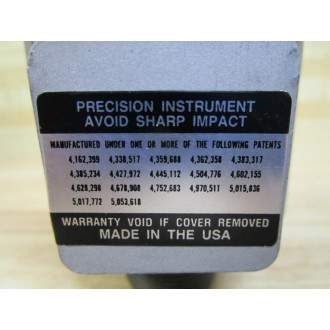 PRECISION INSTRUMENT
AVOID SHARP IMPACT
MANUFACTURED UNDER ONE OR MORE OF THE FOLLOWING PATENTS
4,162,399 4,338,517 4,359,688 4,362,358 4,383,317
4,385,234 4,427,972 4,445,112 4,504,776 4,602,155
4,628,298 4,678,908 4,752,683 4,970,511 5,015,836
5,017,772 5,053,618
WARRANTY VOID IF COVER REMOVED
MADE IN THE USA